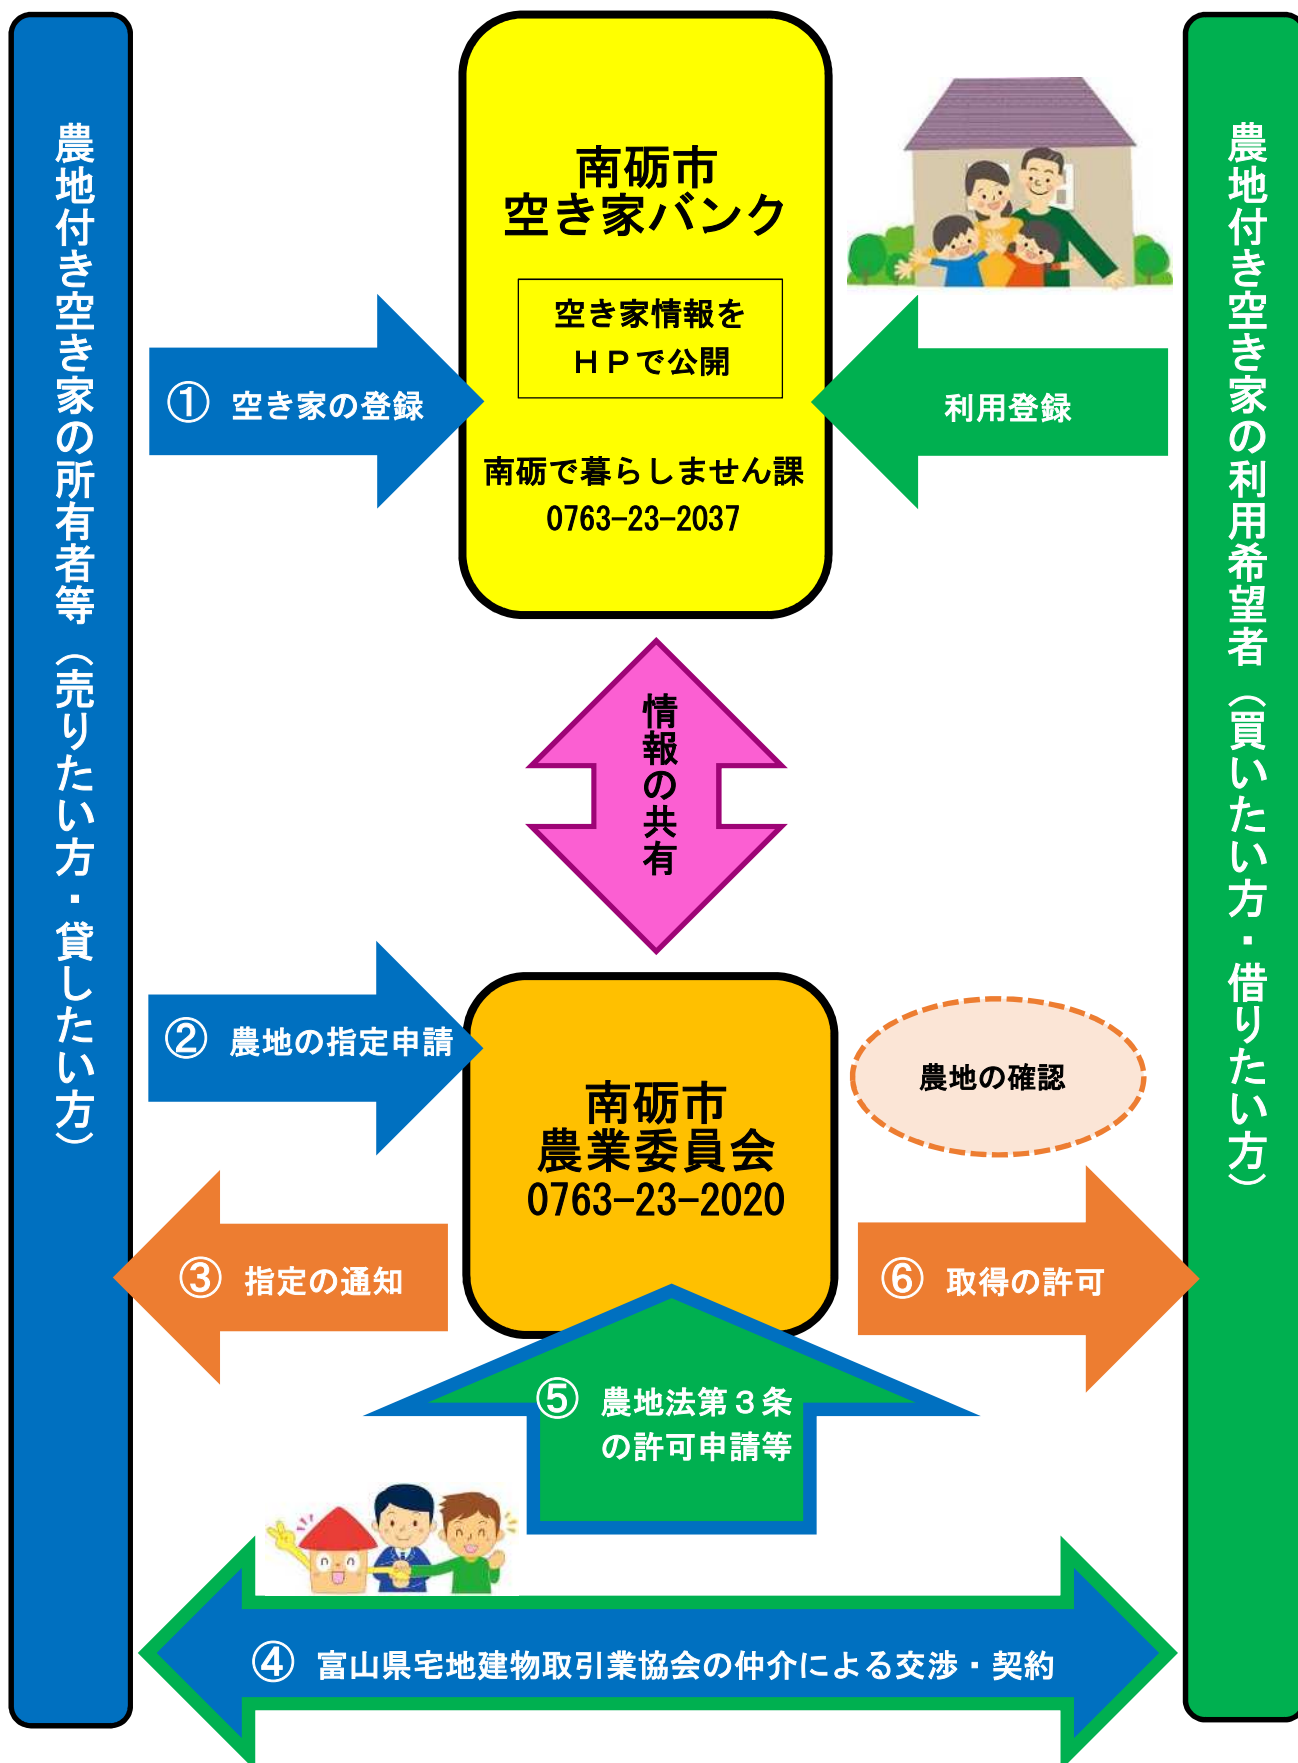 農地付き空き家の所有者等（売りたい方・貸したい方）
南砺市
空き家バンク
空き家情報を
ＨＰで公開
南砺で暮らしません課
0763-23-2037
① 空き家の登録
利用登録
農地付き空き家の利用希望者（買いたい方・借りたい方）
情報の共有
② 農地の指定申請
南砺市
農業委員会
0763-23-2020
農地の確認
③ 指定の通知
⑥ 取得の許可
⑤ 農地法第３条
の許可申請等
④ 富山県宅地建物取引業協会の仲介による交渉・契約